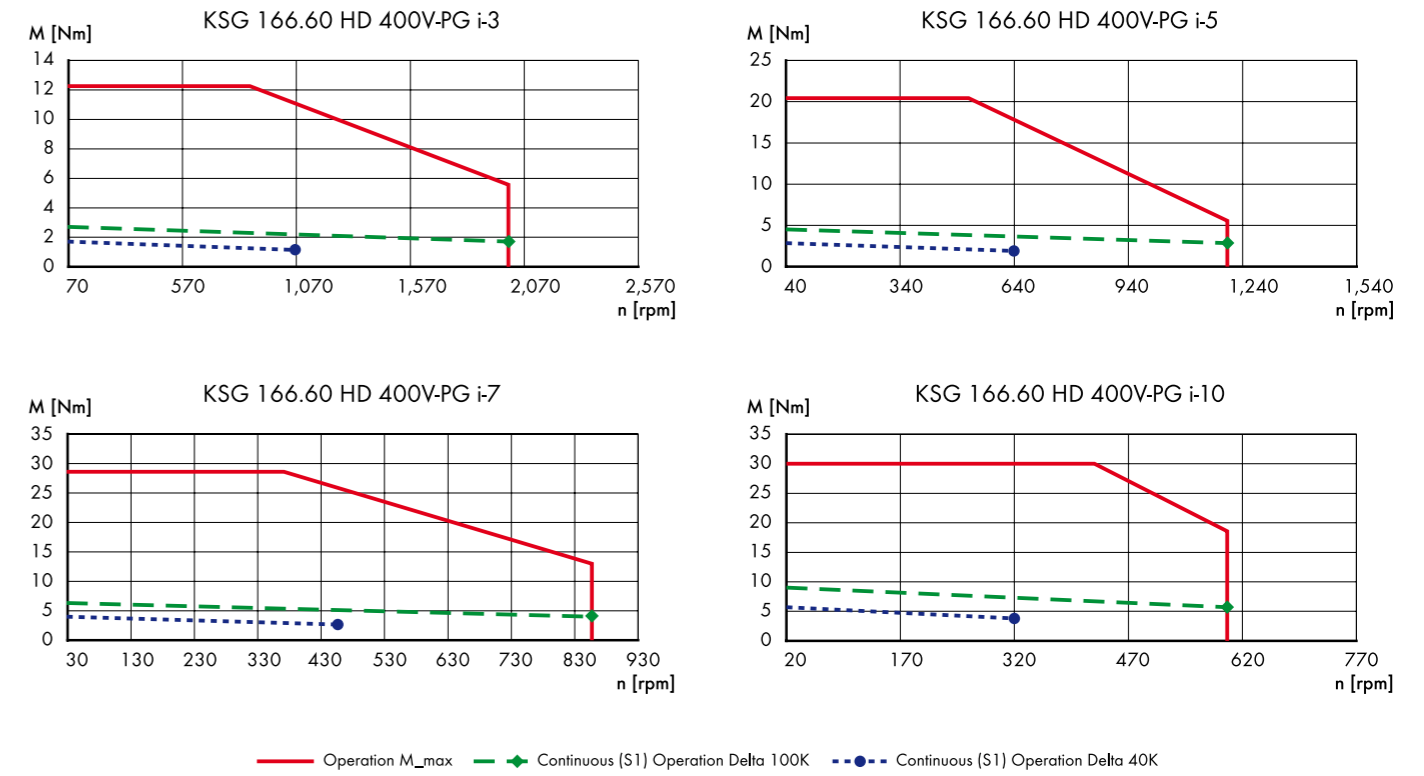 KSG 166.60 HD 400V-PG i-3
M [Nm]
14
12
10
8
6
4
2
0
70 570 1,070 1,570 2,070 2,570
n [rpm]
KSG 166.60 HD 400V-PG i-5
M [Nm]
25
20
15
10
5
0
40 340 640 940 1,240 1,540
n [rpm]
KSG 166.60 HD 400V-PG i-7
M [Nm]
35
30
25
20
15
10
5
0
30 130 230 330 430 530 630 730 830 930
n [rpm]
KSG 166.60 HD 400V-PG i-10
M [Nm]
35
30
25
20
15
10
5
0
20 170 320 470 620 770
n [rpm]
Operation M_max Continuous (S1) Operation Delta 100K Continuous (S1) Operation Delta 40K